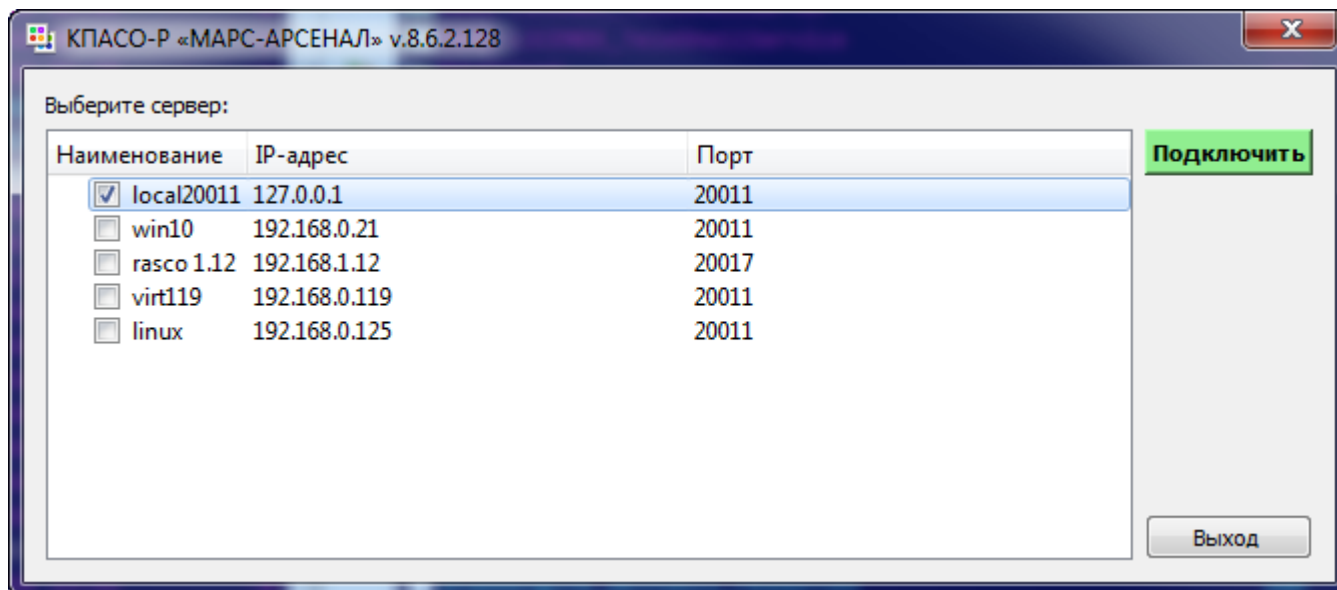 КПАСО-Р «МАРС-АРСЕНАЛ» v.8.6.2.128
Выберите сервер:
Наименование IP-адрес Порт
local20011 127.0.0.1 20011
win10 192.168.0.21 20011
rasco 1.12 192.168.1.12 20017
virt119 192.168.0.119 20011
linux 192.168.0.125 20011
Подключить
Выход